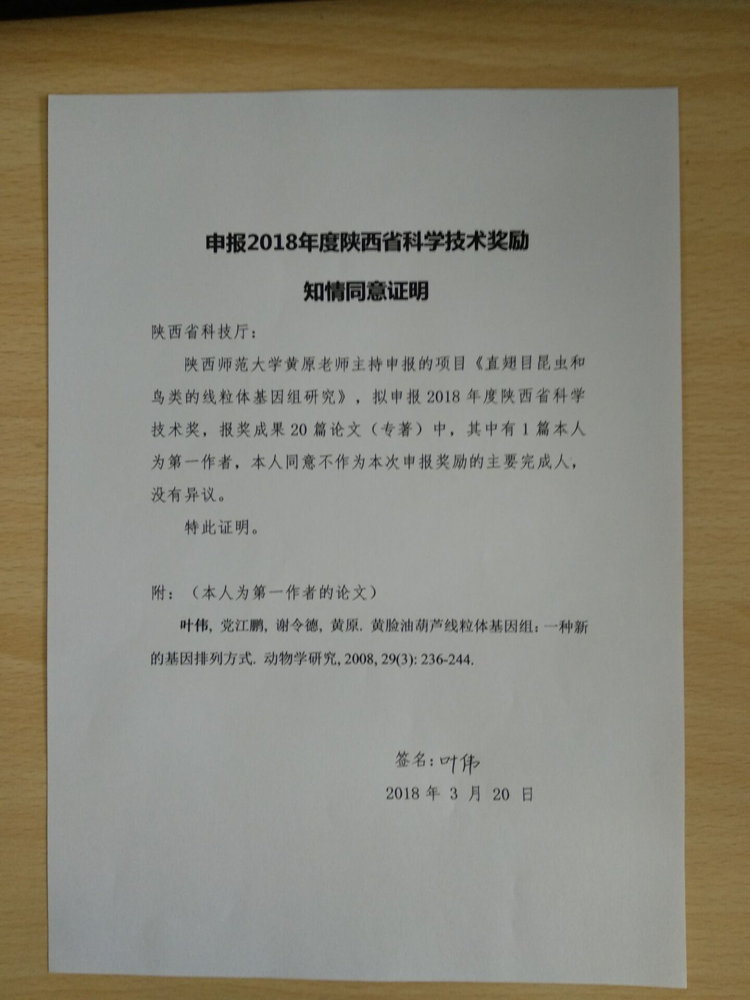 申报2018年度陕西省科学技术奖励
知情同意证明
陕西省科技厅：
陕西师范大学黄原老师主持申报的项目《直翅目昆虫和
鸟类的线粒体基因组研究》，拟申报 2018 年度陕西省科学
技术奖，报奖成果 20 篇论文（专著）中，其中有 1 篇本人
为第一作者，本人同意不作为本次申报奖励的主要完成人，
没有异议。
特此证明。
附：（本人为第一作者的论文）
叶伟, 党江鹏, 谢令德, 黄原. 黄脸油葫芦线粒体基因组：一种新
的基因排列方式. 动物学研究, 2008, 29(3): 236-244.
签名：叶伟
2018 年 3 月 20 日